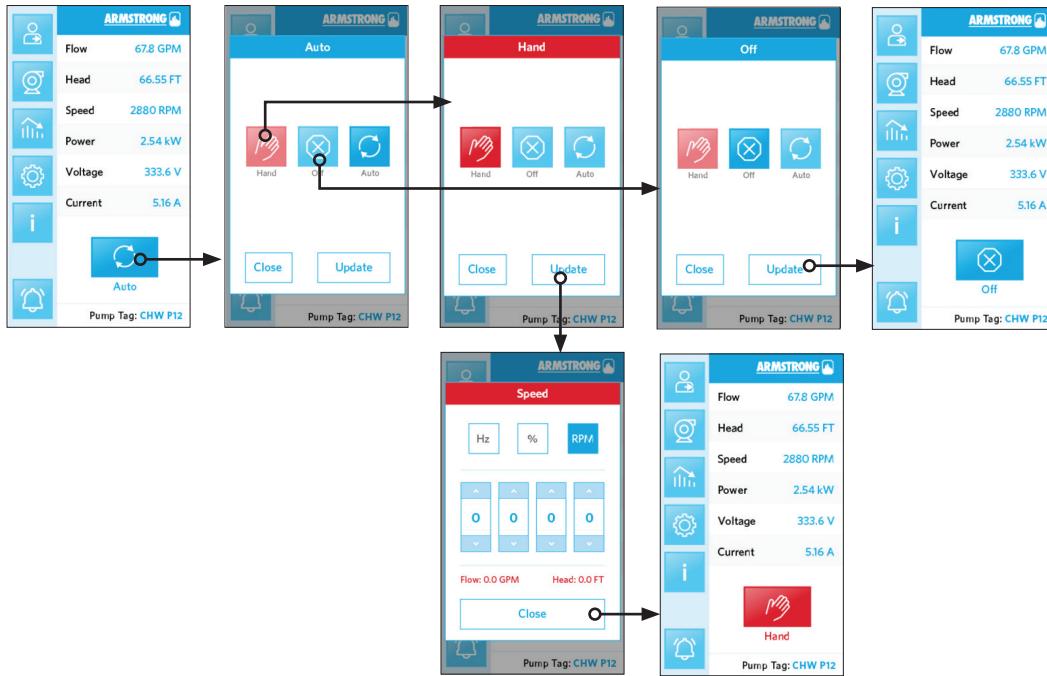 ARMSTRONG
Flow 67.8 GPM
Head 66.55 FT
Speed 2880 RPM
Power 2.54 kW
Voltage 333.6 V
Current 5.16 A
i
Auto
Pump Tag: CHW P12
ARMSTRONG
Auto
Hand Off Auto
Close Update
Pump Tag: CHW P12
ARMSTRONG
Hand
Hand Off Auto
Close Update
Pump Tag: CHW P12
ARMSTRONG
Off
Hand Off Auto
Close Update
Pump Tag: CHW P12
ARMSTRONG
Flow 67.8 GPM
Head 66.55 FT
Speed 2880 RPM
Power 2.54 kW
Voltage 333.6 V
Current 5.16 A
i
Off
Pump Tag: CHW P12
ARMSTRONG
Speed
Hz % RPM
0 0 0 0
Flow: 0.0 GPM Head: 0.0 FT
Close
Pump Tag: CHW P12
ARMSTRONG
Flow 67.8 GPM
Head 66.55 FT
Speed 2880 RPM
Power 2.54 kW
Voltage 333.6 V
Current 5.16 A
i
Hand
Pump Tag: CHW P12